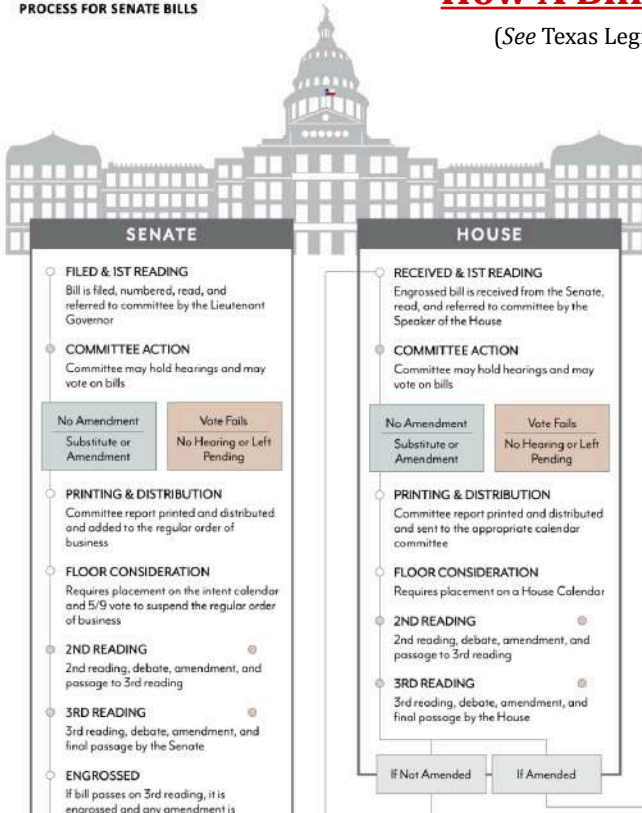 PROCESS FOR SENATE BILLS
(See Texas Leg
SENATE
FILED & 1ST READING
Bill is filed, numbered, read, and
referred to committee by the Lieutenant
Governor
COMMITTEE ACTION
Committee may hold hearings and may
vote on bills
No Amendment
Substitute or
Amendment
Vote Fails
No Hearing or Left
Pending
PRINTING & DISTRIBUTION
Committee report printed and distributed
and added to the regular order of
business
FLOOR CONSIDERATION
Requires placement on the intent calendar
and 5/9 vote to suspend the regular order
of business
2ND READING
2nd reading, debate, amendment, and
passage to 3rd reading
3RD READING
3rd reading, debate, amendment, and
final passage by the Senate
ENGROSSED
If bill passes on 3rd reading, it is
engrossed and any amendment is
HOUSE
RECEIVED & 1ST READING
Engrossed bill is received from the Senate,
read, and referred to committee by the
Speaker of the House
COMMITTEE ACTION
Committee may hold hearings and may
vote on bills
No Amendment
Substitute or
Amendment
Vote Fails
No Hearing or Left
Pending
PRINTING & DISTRIBUTION
Committee report printed and distributed
and sent to the appropriate calendar
committee
FLOOR CONSIDERATION
Requires placement on a House Calendar
2ND READING
2nd reading, debate, amendment, and
passage to 3rd reading
3RD READING
3rd reading, debate, amendment, and
final passage by the House
If Not Amended
If Amended